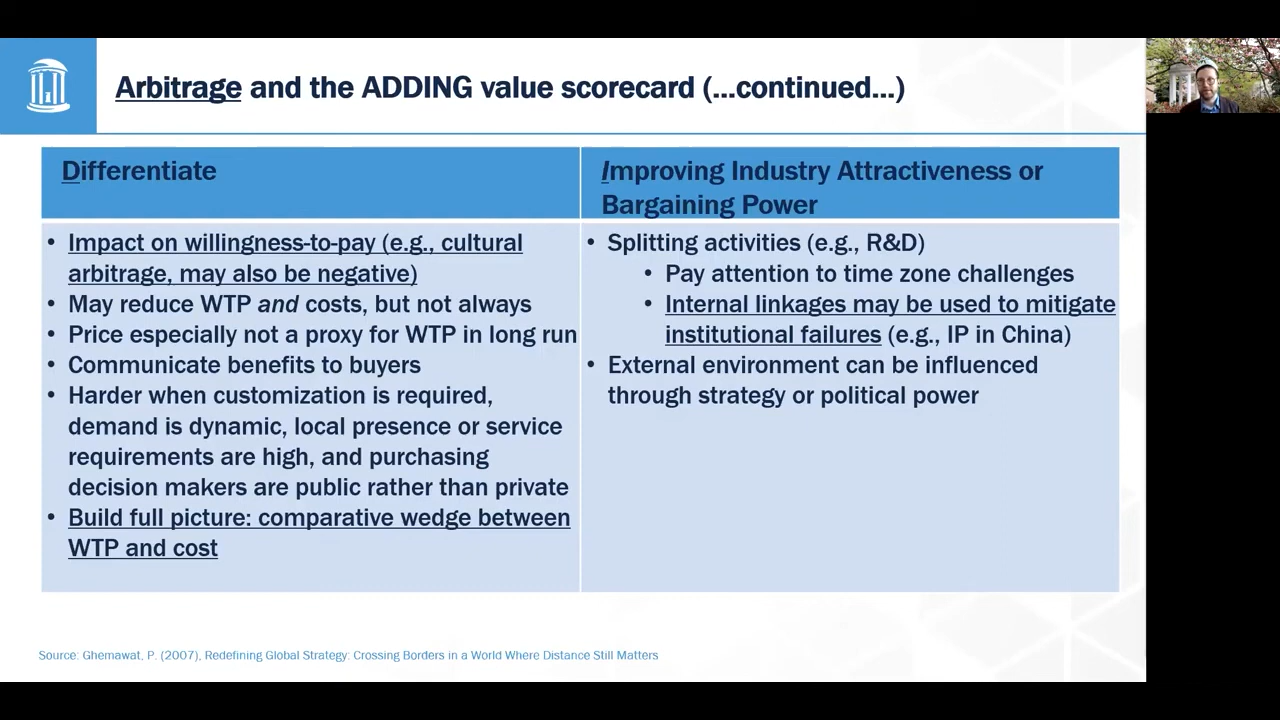 Arbitrage and the ADDING value scorecard (...continued...)
Differentiate
• Impact on willingness-to-pay (e.g., cultural
arbitrage, may also be negative)
• May reduce WTP and costs, but not always
• Price especially not a proxy for WTP in long run
• Communicate benefits to buyers
• Harder when customization is required,
demand is dynamic, local presence or service
requirements are high, and purchasing
decision makers are public rather than private
• Build full picture: comparative wedge between
WTP and cost
Improving Industry Attractiveness or
Bargaining Power
• Splitting activities (e.g., R&D)
• Pay attention to time zone challenges
• Internal linkages may be used to mitigate
institutional failures (e.g., IP in China)
• External environment can be influenced
through strategy or political power
Source: Ghemawat, P. (2007), Redefining Global Strategy: Crossing Borders in a World Where Distance Still Matters